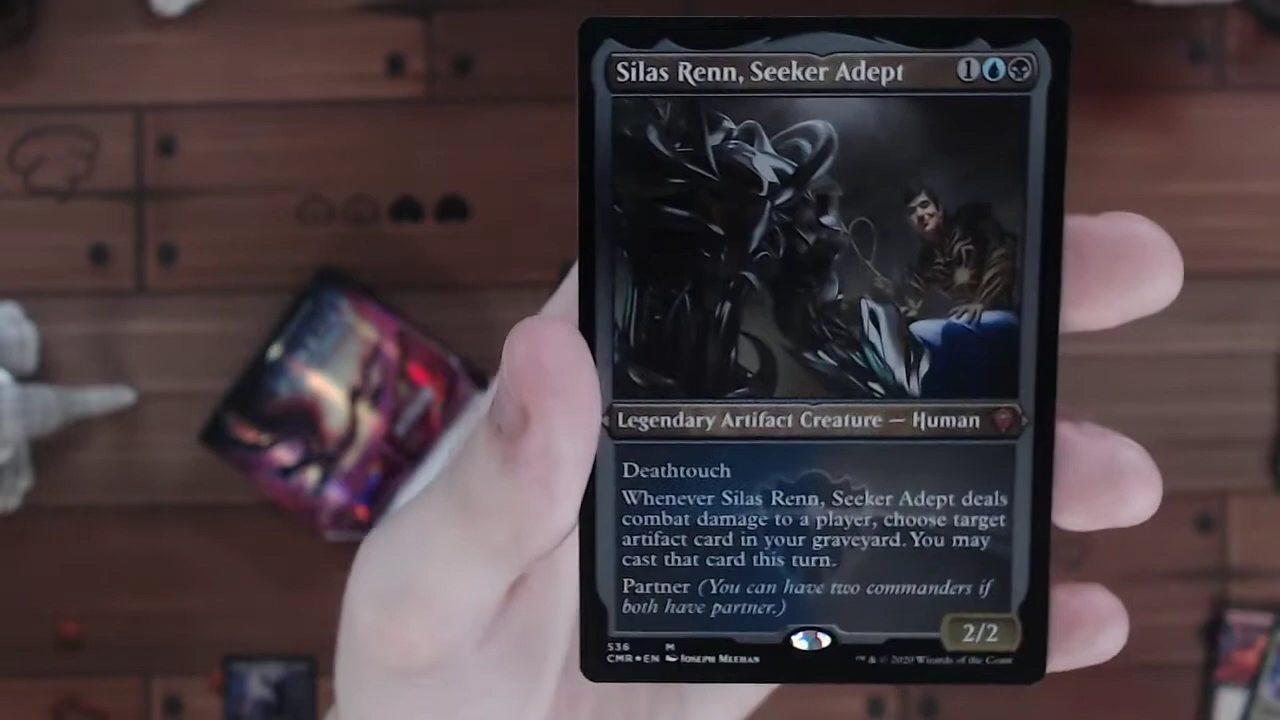 Silas Renn, Seeker Adept 1
Legendary Artifact Creature — Human
Deathtouch
Whenever Silas Renn, Seeker Adept deals
combat damage to a player, choose target
artifact card in your graveyard. You may
cast that card this turn.
Partner (You can have two commanders if
both have partner.)
2/2
536 M
CMR★EN Joseph Meehan ™ & © 2020 Wizards of the Coast